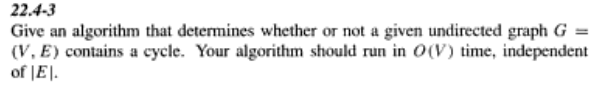 22.4-3
Give an algorithm that determines whether or not a given undirected graph G =
(V, E) contains a cycle. Your algorithm should run in O(V) time, independent
of |E|.